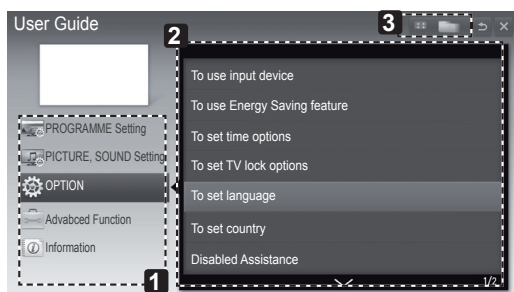 User Guide
3
2
To use input device
To use Energy Saving feature
To set time options
To set TV lock options
To set language
To set country
Disabled Assistance
1/2
PROGRAMME Setting
PICTURE, SOUND Setting
OPTION
Advabced Function
Information
1